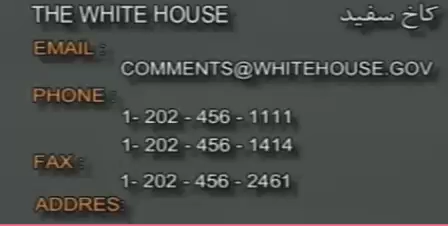 THE WHITE HOUSE کاخ سفید
EMAIL :
COMMENTS@WHITEHOUSE.GOV
PHONE :
1- 202 - 456 - 1111
1- 202 - 456 - 1414
FAX :
1- 202 - 456 - 2461
ADDRES: